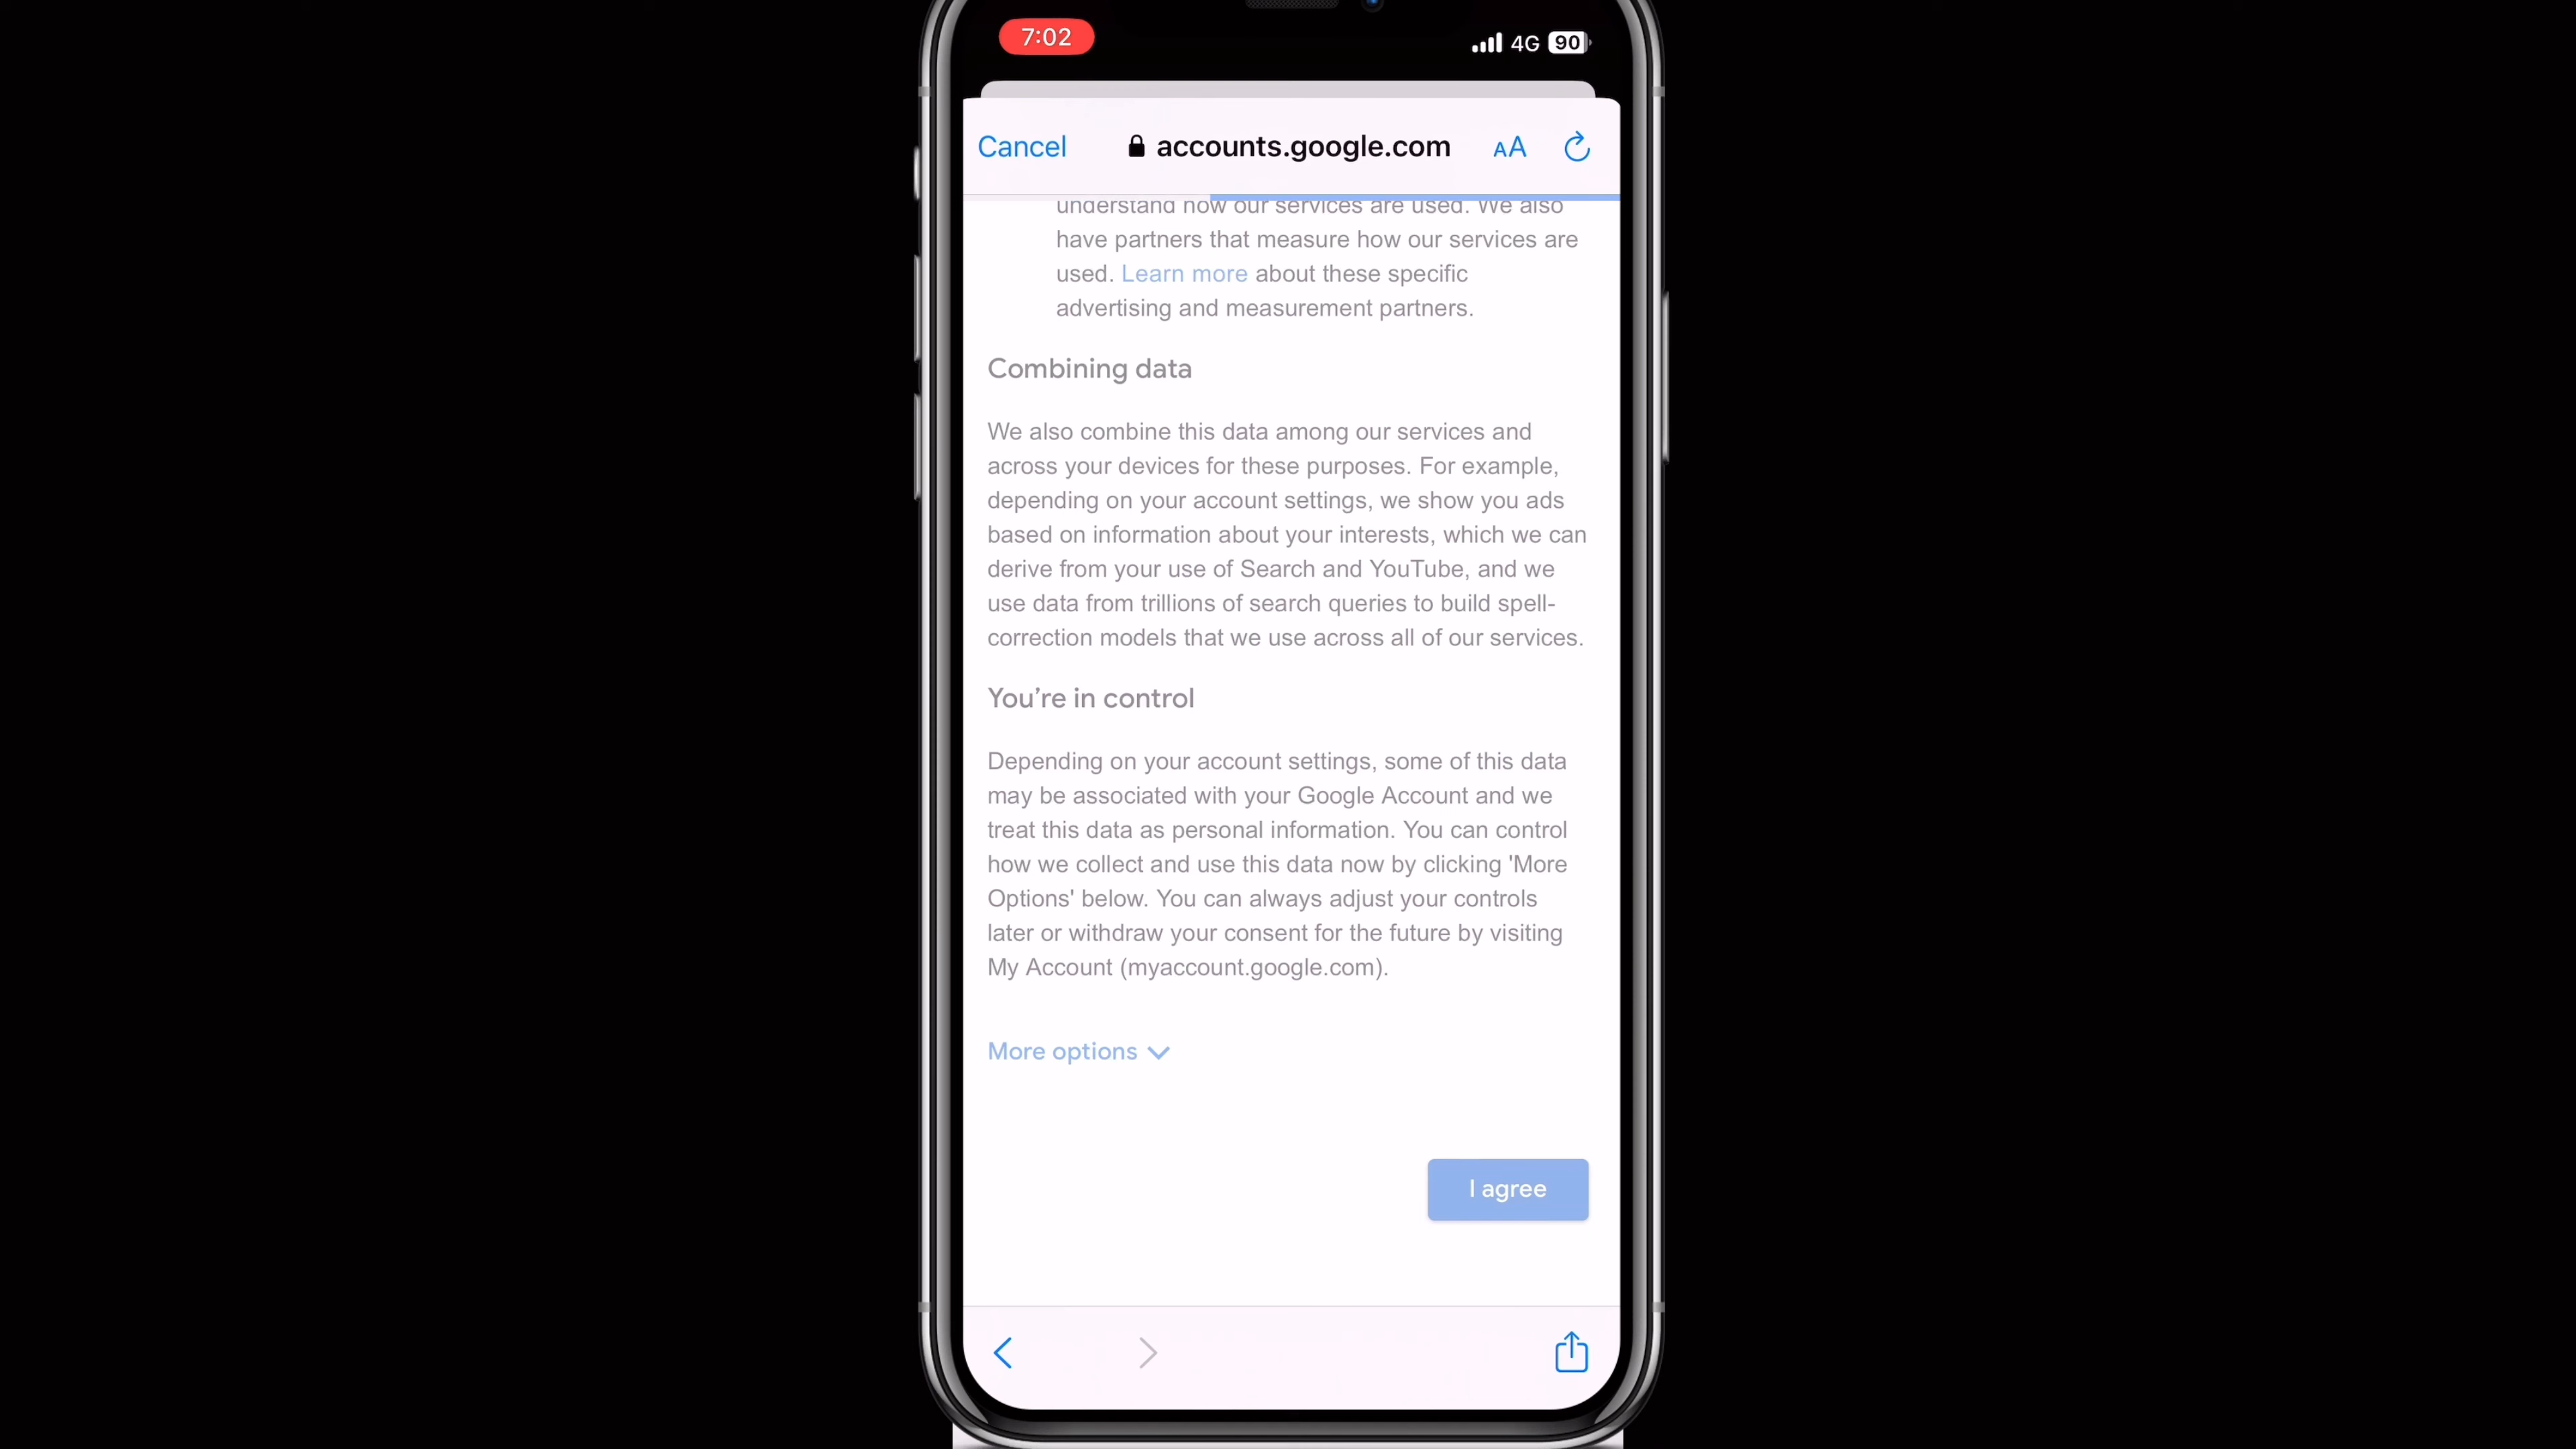 7:02
4G 90
Cancel accounts.google.com AA
understand how our services are used. We also
have partners that measure how our services are
used. Learn more about these specific
advertising and measurement partners.
Combining data
We also combine this data among our services and
across your devices for these purposes. For example,
depending on your account settings, we show you ads
based on information about your interests, which we can
derive from your use of Search and YouTube, and we
use data from trillions of search queries to build spell-
correction models that we use across all of our services.
You’re in control
Depending on your account settings, some of this data
may be associated with your Google Account and we
treat this data as personal information. You can control
how we collect and use this data now by clicking 'More
Options' below. You can always adjust your controls
later or withdraw your consent for the future by visiting
My Account (myaccount.google.com).
More options
I agree